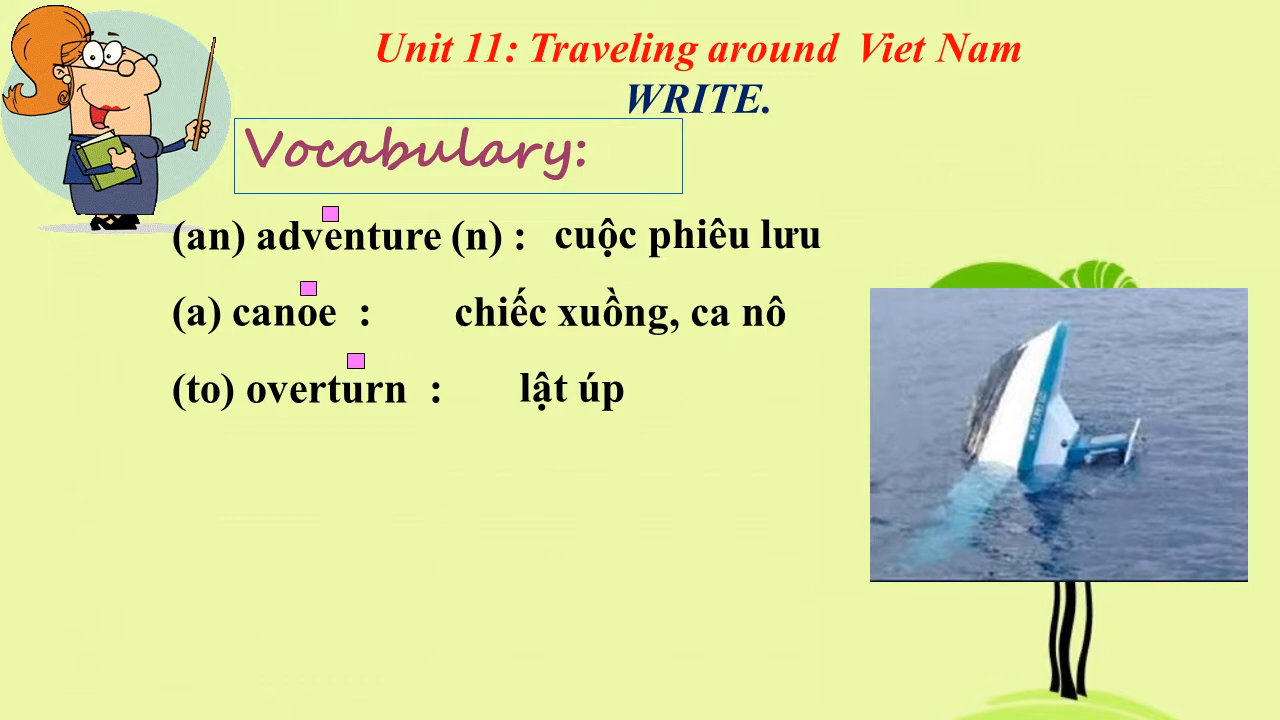 Unit 11: Traveling around Viet Nam
WRITE.
Vocabulary:
(an) adventure (n) : cuộc phiêu lưu
(a) canoe : chiếc xuồng, ca nô
(to) overturn : lật úp